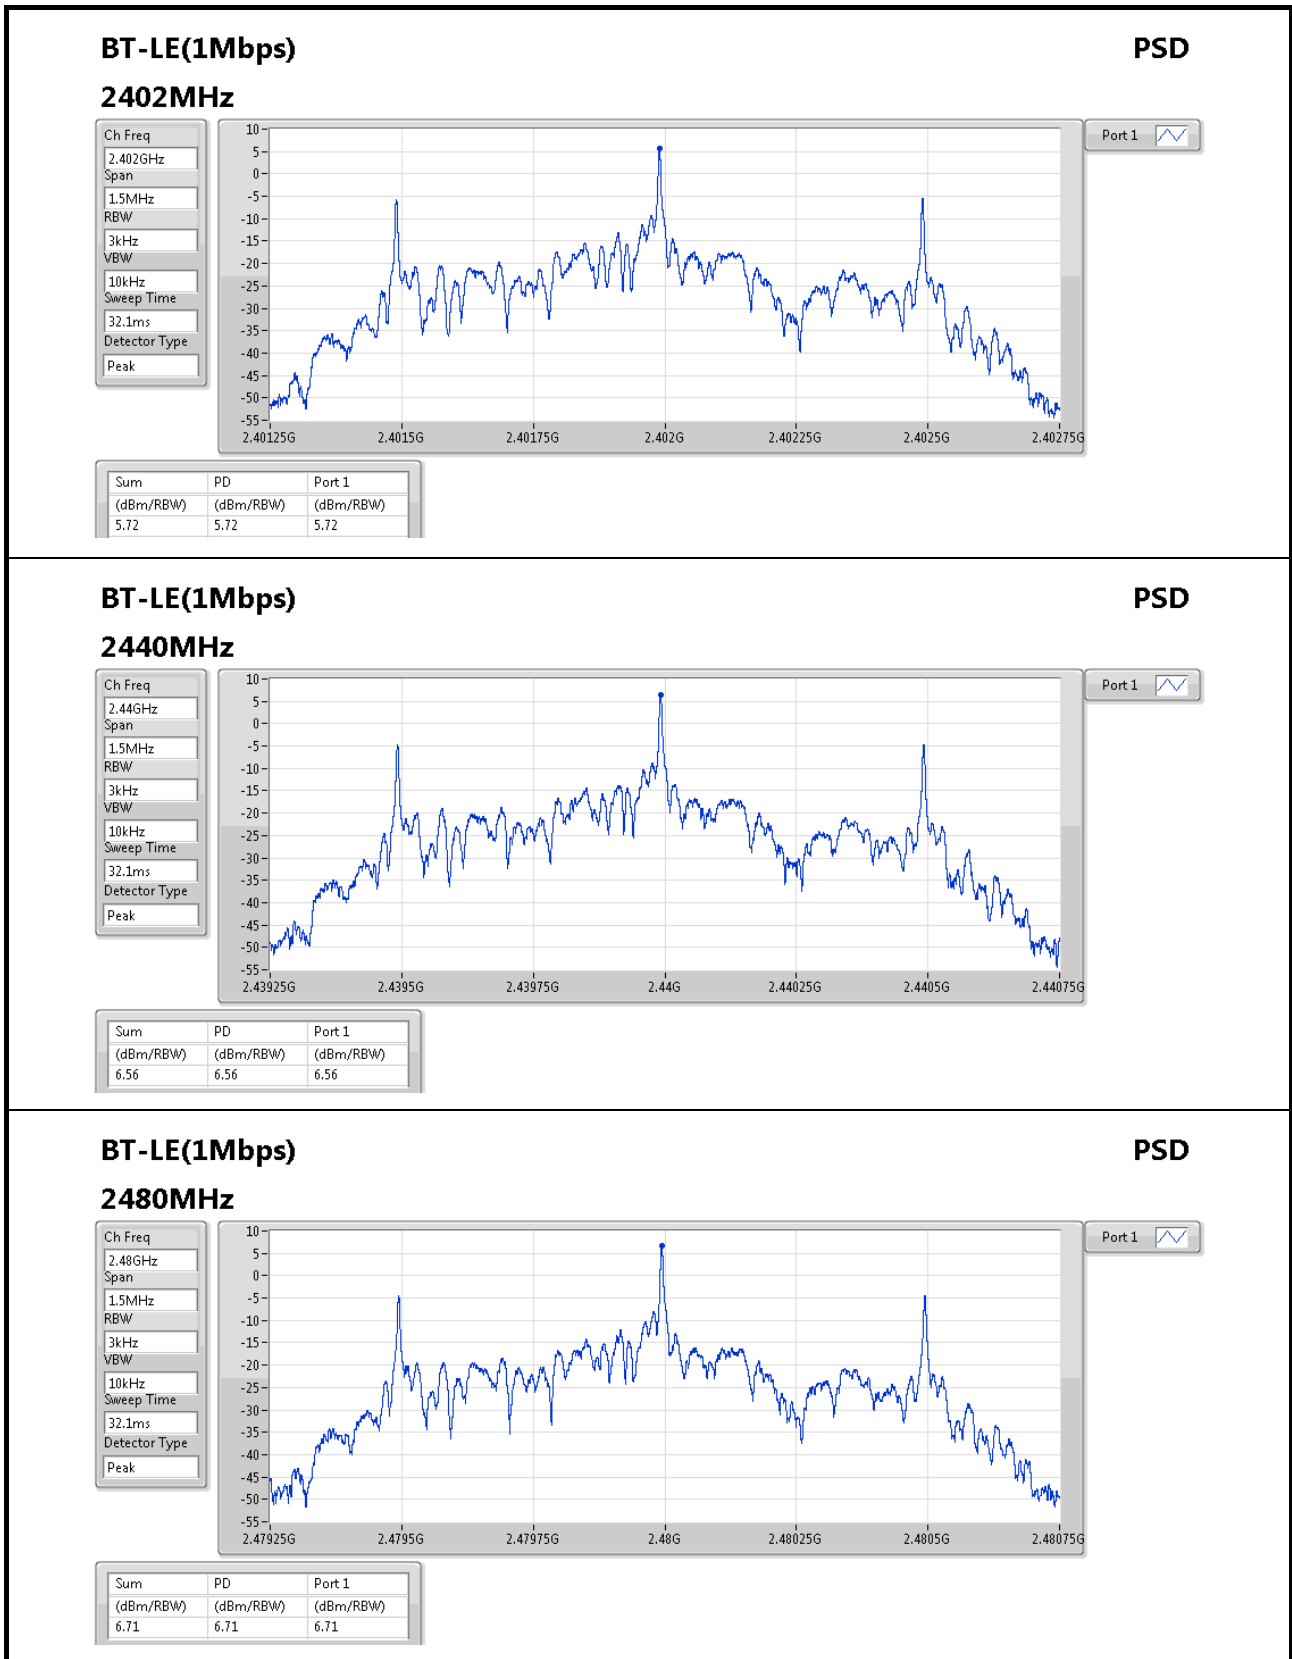 BT-LE(1Mbps) PSD
2402MHz
Ch Freq
2.402GHz
Span
1.5MHz
RBW
3kHz
VBW
10kHz
Sweep Time
32.1ms
Detector Type
Peak
10
5
0
-5
-10
-15
-20
-25
-30
-35
-40
-45
-50
-55
2.40125G 2.4015G 2.40175G 2.402G 2.40225G 2.4025G 2.40275G
Port 1
Sum PD Port 1
(dBm/RBW) (dBm/RBW) (dBm/RBW)
5.72 5.72 5.72
BT-LE(1Mbps) PSD
2440MHz
Ch Freq
2.44GHz
Span
1.5MHz
RBW
3kHz
VBW
10kHz
Sweep Time
32.1ms
Detector Type
Peak
10
5
0
-5
-10
-15
-20
-25
-30
-35
-40
-45
-50
-55
2.43925G 2.4395G 2.43975G 2.44G 2.44025G 2.4405G 2.44075G
Port 1
Sum PD Port 1
(dBm/RBW) (dBm/RBW) (dBm/RBW)
6.56 6.56 6.56
BT-LE(1Mbps) PSD
2480MHz
Ch Freq
2.48GHz
Span
1.5MHz
RBW
3kHz
VBW
10kHz
Sweep Time
32.1ms
Detector Type
Peak
10
5
0
-5
-10
-15
-20
-25
-30
-35
-40
-45
-50
-55
2.47925G 2.4795G 2.47975G 2.48G 2.48025G 2.4805G 2.48075G
Port 1
Sum PD Port 1
(dBm/RBW) (dBm/RBW) (dBm/RBW)
6.71 6.71 6.71